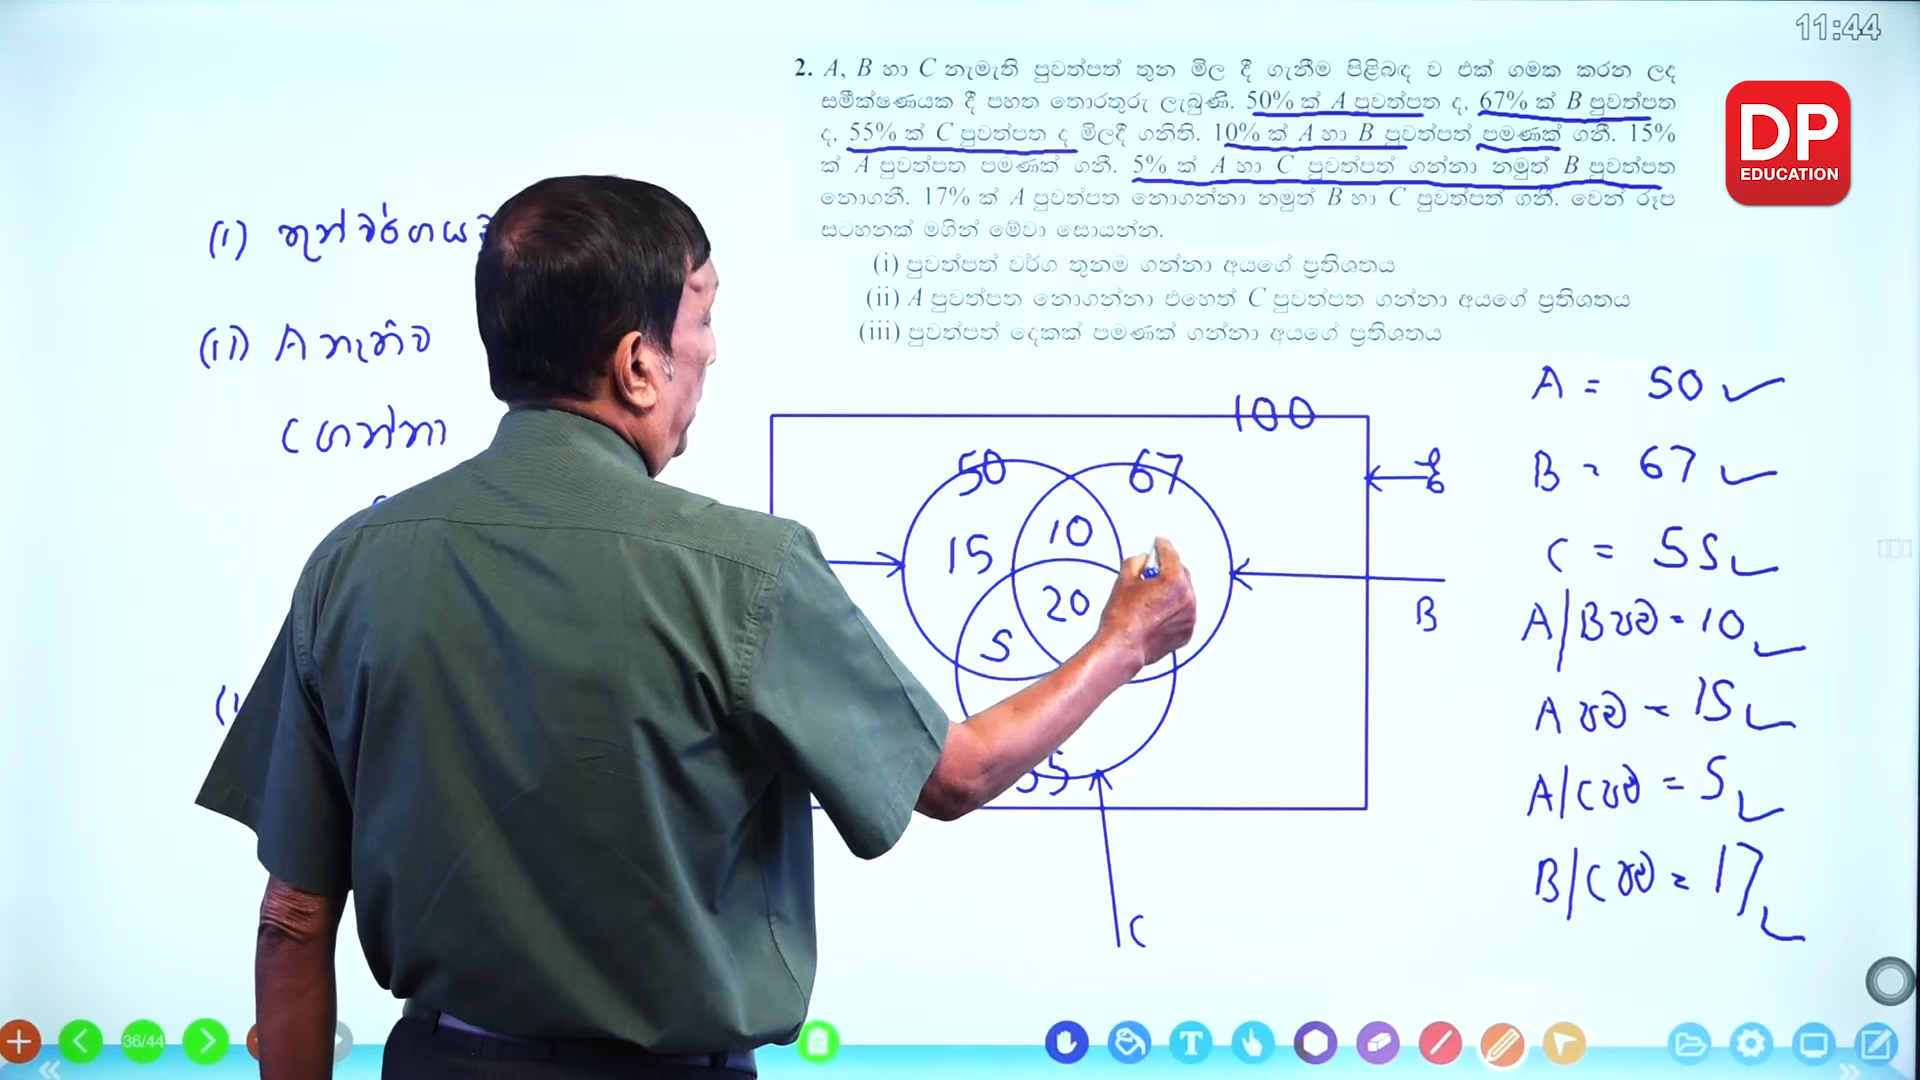 11:44
2. A, B හා C නැමැති පුවත්පත් තුන මිල දී ගැනීම පිළිබඳ ව එක් ගමක කරන ලද
සමීක්ෂණයක දී පහත තොරතුරු ලැබුණි. 50% ක් A පුවත්පත ද, 67% ක් B පුවත්පත
ද, 55% ක් C පුවත්පත ද මිලදී ගනිති. 10% ක් A හා B පුවත්පත් පමණක් ගනී. 15%
ක් A පුවත්පත පමණක් ගනී. 5% ක් A හා C පුවත්පත් ගන්නා නමුත් B පුවත්පත
නොගනී. 17% ක් A පුවත්පත නොගන්නා නමුත් B හා C පුවත්පත් ගනී. වෙන් රූප
සටහනක් මගින් මේවා සොයන්න.
(i) පුවත්පත් වර්ග තුනම ගන්නා අයගේ ප්‍රතිශතය
(ii) A පුවත්පත නොගන්නා එහෙත් C පුවත්පත ගන්නා අයගේ ප්‍රතිශතය
(iii) පුවත්පත් දෙකක් පමණක් ගන්නා අයගේ ප්‍රතිශතය
DP
EDUCATION
(i) තුන් වර්ගය
(ii) A නැතිව
C ගන්නා
100
50
67
15
10
20
5
55
B
C
A = 50
B = 67
C = 55
A/B පම = 10
A පම = 15
A/C පම = 5
B/C පම = 17
36/44